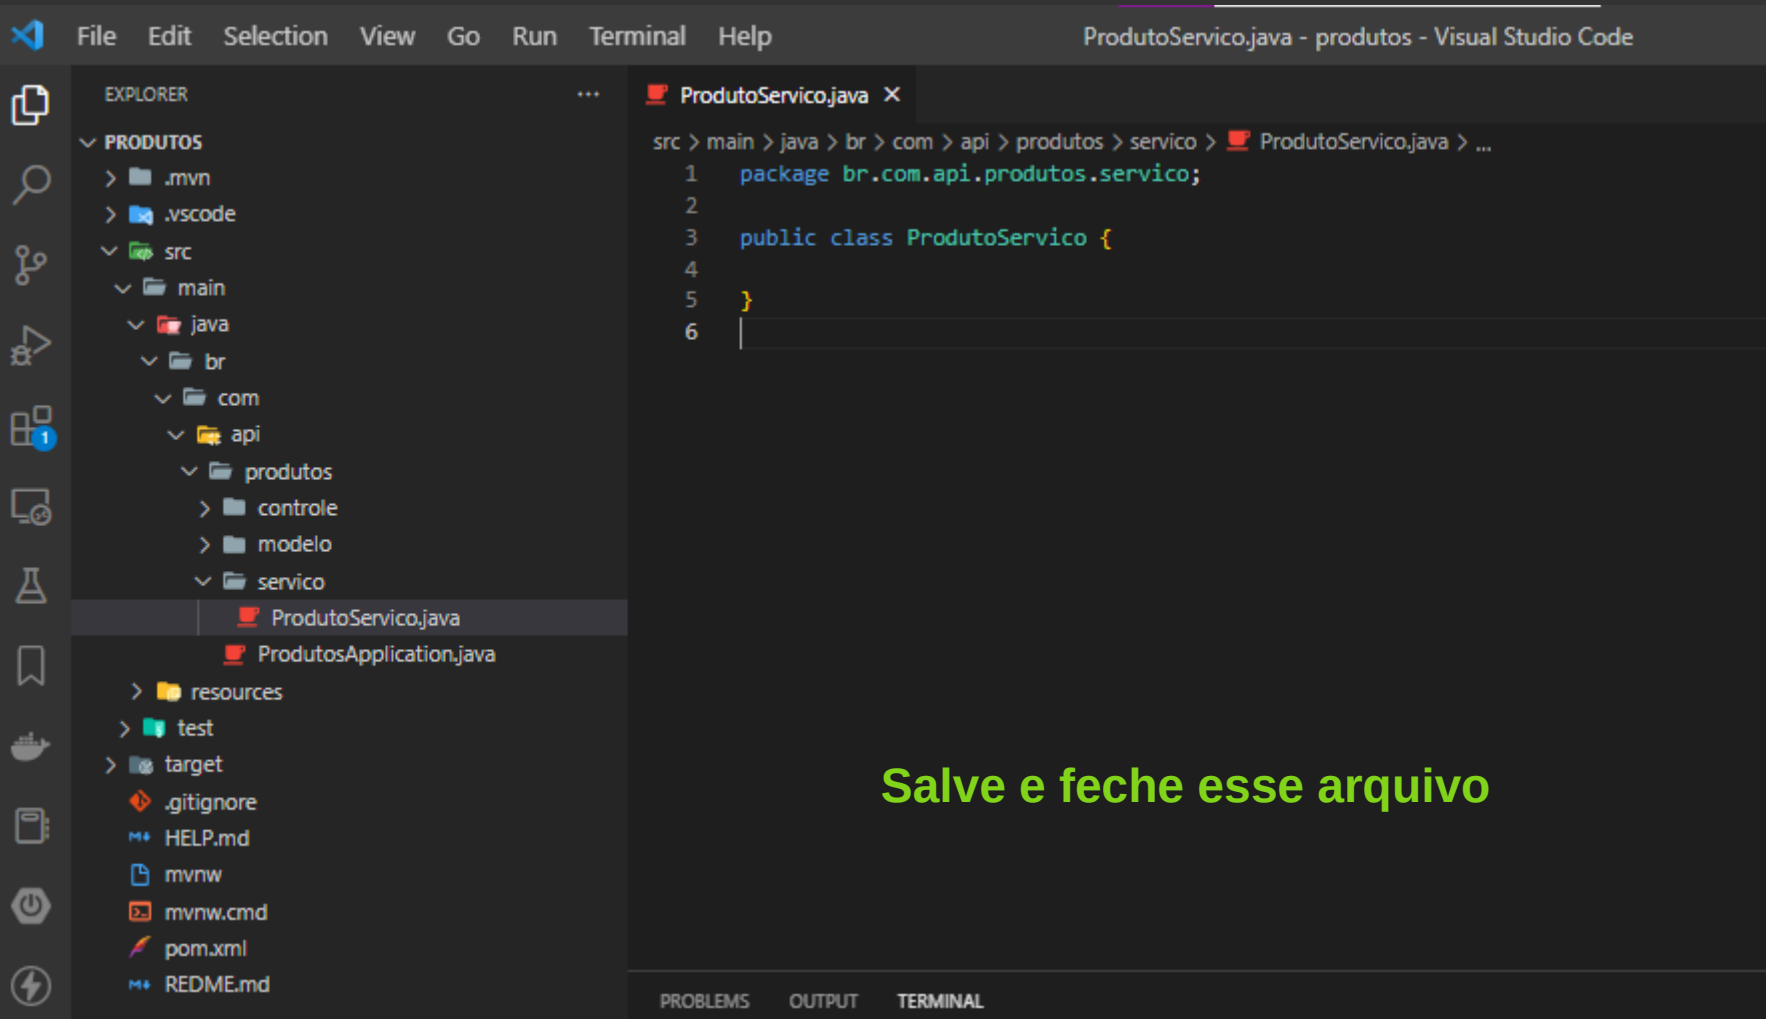 File Edit Selection View Go Run Terminal Help ProdutoServico.java - produtos - Visual Studio Code
EXPLORER ...
PRODUTOS
.mvn
.vscode
src
main
java
br
com
api
produtos
controle
modelo
servico
ProdutoServico.java
ProdutosApplication.java
resources
test
target
.gitignore
HELP.md
mvnw
mvnw.cmd
pom.xml
REDME.md
1
ProdutoServico.java
src > main > java > br > com > api > produtos > servico > ProdutoServico.java > ...
1 package br.com.api.produtos.servico;
2
3 public class ProdutoServico {
4
5 }
6
Salve e feche esse arquivo
PROBLEMS OUTPUT TERMINAL